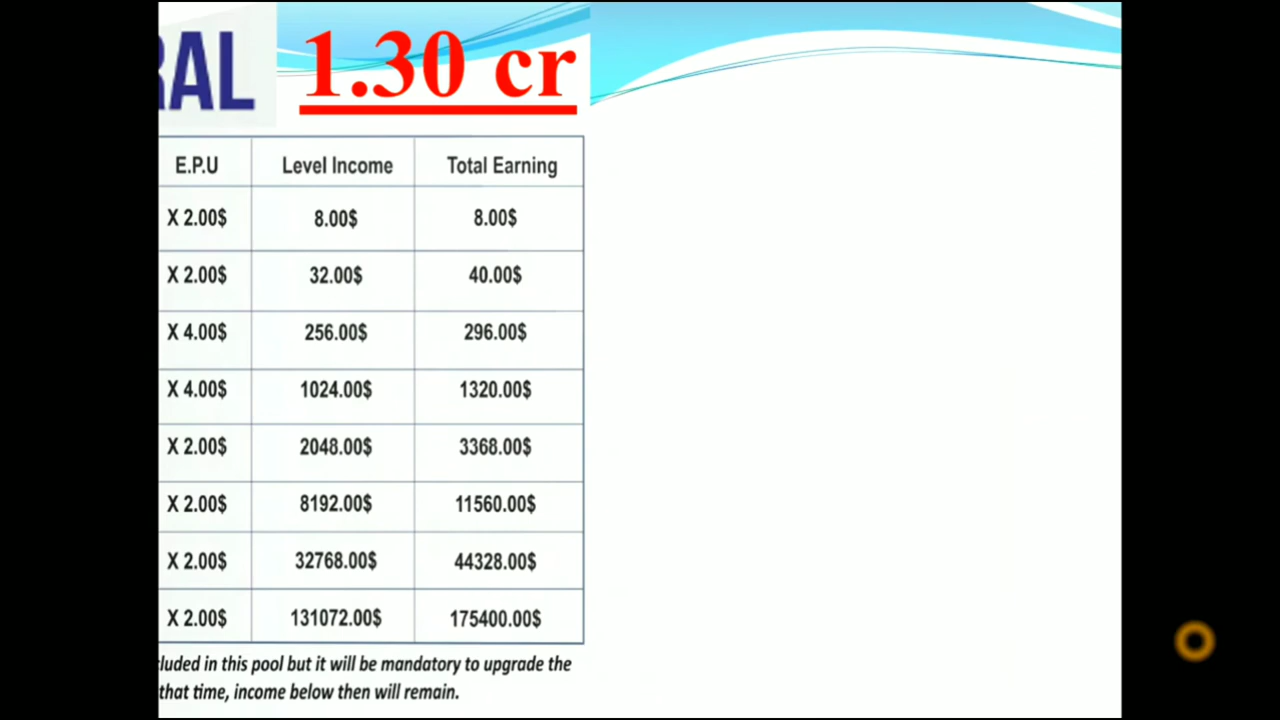 RAL 1.30 cr
E.P.U Level Income Total Earning
X 2.00$ 8.00$ 8.00$
X 2.00$ 32.00$ 40.00$
X 4.00$ 256.00$ 296.00$
X 4.00$ 1024.00$ 1320.00$
X 2.00$ 2048.00$ 3368.00$
X 2.00$ 8192.00$ 11560.00$
X 2.00$ 32768.00$ 44328.00$
X 2.00$ 131072.00$ 175400.00$
cluded in this pool but it will be mandatory to upgrade the
that time, income below then will remain.